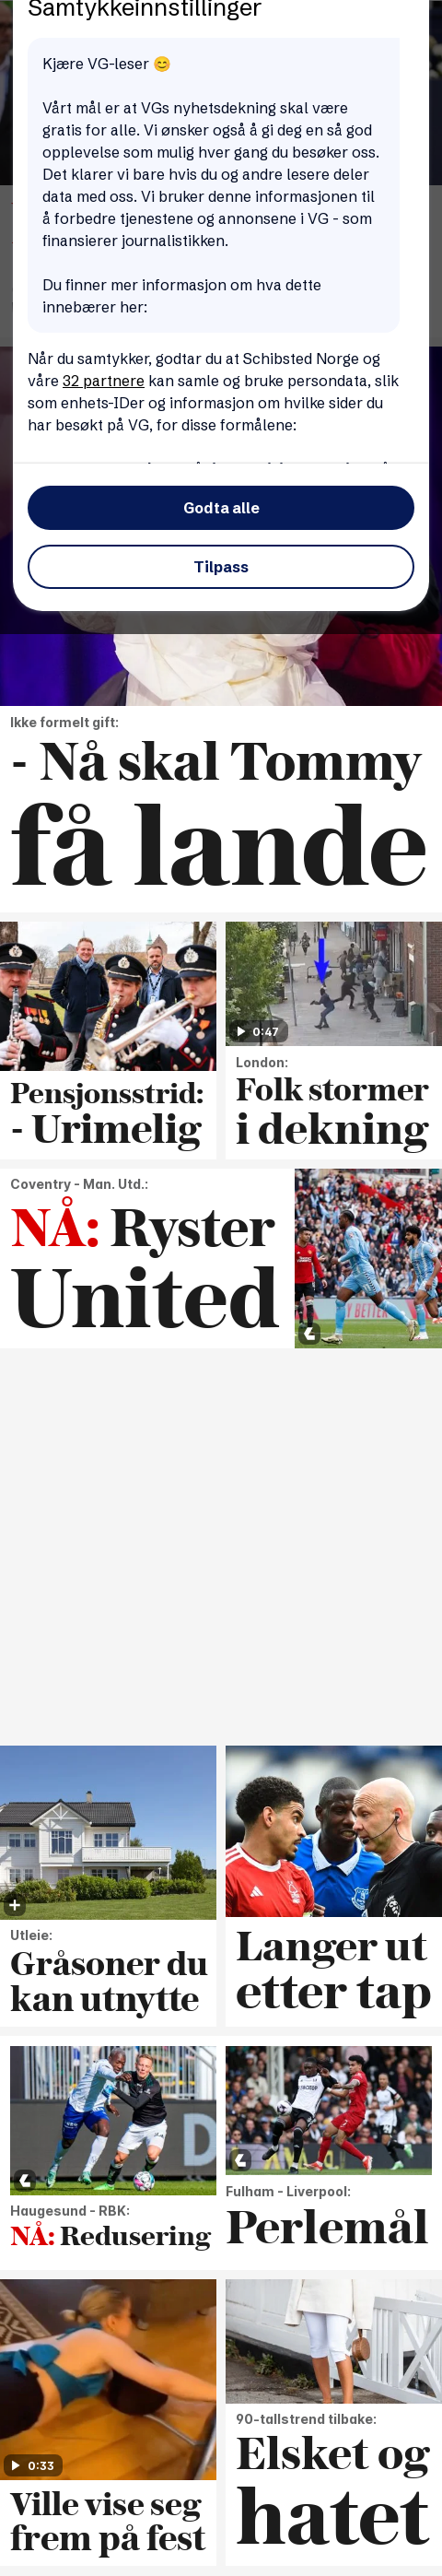 Samtykkeinnstillinger
Kjære VG-leser 😊
Vårt mål er at VGs nyhetsdekning skal være
gratis for alle. Vi ønsker også å gi deg en så god
opplevelse som mulig hver gang du besøker oss.
Det klarer vi bare hvis du og andre lesere deler
data med oss. Vi bruker denne informasjonen til
å forbedre tjenestene og annonsene i VG - som
finansierer journalistikken.
Du finner mer informasjon om hva dette
innebærer her:
Når du samtykker, godtar du at Schibsted Norge og
våre 32 partnere kan samle og bruke persondata, slik
som enhets-IDer og informasjon om hvilke sider du
har besøkt på VG, for disse formålene:
Godta alle
Tilpass
Ikke formelt gift:
- Nå skal Tommy
få lande
Pensjonsstrid:
- Urimelig
0:47
London:
Folk stormer
i dekning
Coventry - Man. Utd.:
NÅ: Ryster
United
Utleie:
Gråsoner du
kan utnytte
Langer ut
etter tap
Haugesund - RBK:
NÅ: Redusering
Fulham - Liverpool:
Perlemål
0:33
Ville vise seg
frem på fest
90-tallstrend tilbake:
Elsket og
hatet